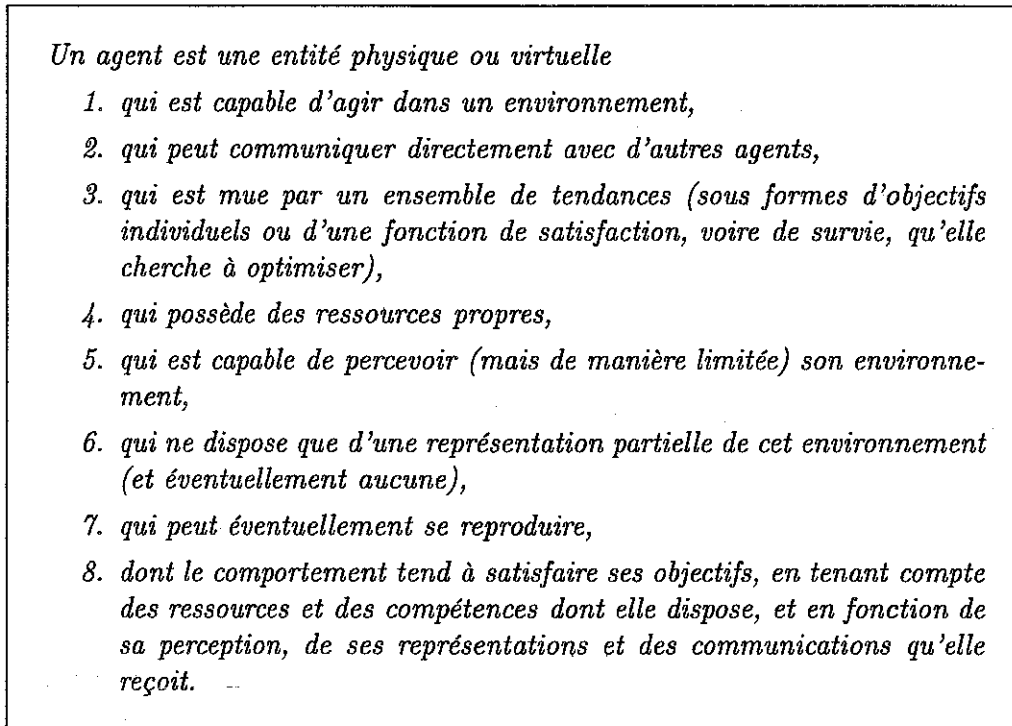 Un agent est une entité physique ou virtuelle
1. qui est capable d'agir dans un environnement,
2. qui peut communiquer directement avec d'autres agents,
3. qui est mue par un ensemble de tendances (sous formes d'objectifs
individuels ou d'une fonction de satisfaction, voire de survie, qu'elle
cherche à optimiser),
4. qui possède des ressources propres,
5. qui est capable de percevoir (mais de manière limitée) son environne-
ment,
6. qui ne dispose que d'une représentation partielle de cet environnement
(et éventuellement aucune),
7. qui peut éventuellement se reproduire,
8. dont le comportement tend à satisfaire ses objectifs, en tenant compte
des ressources et des compétences dont elle dispose, et en fonction de
sa perception, de ses représentations et des communications qu'elle
reçoit.